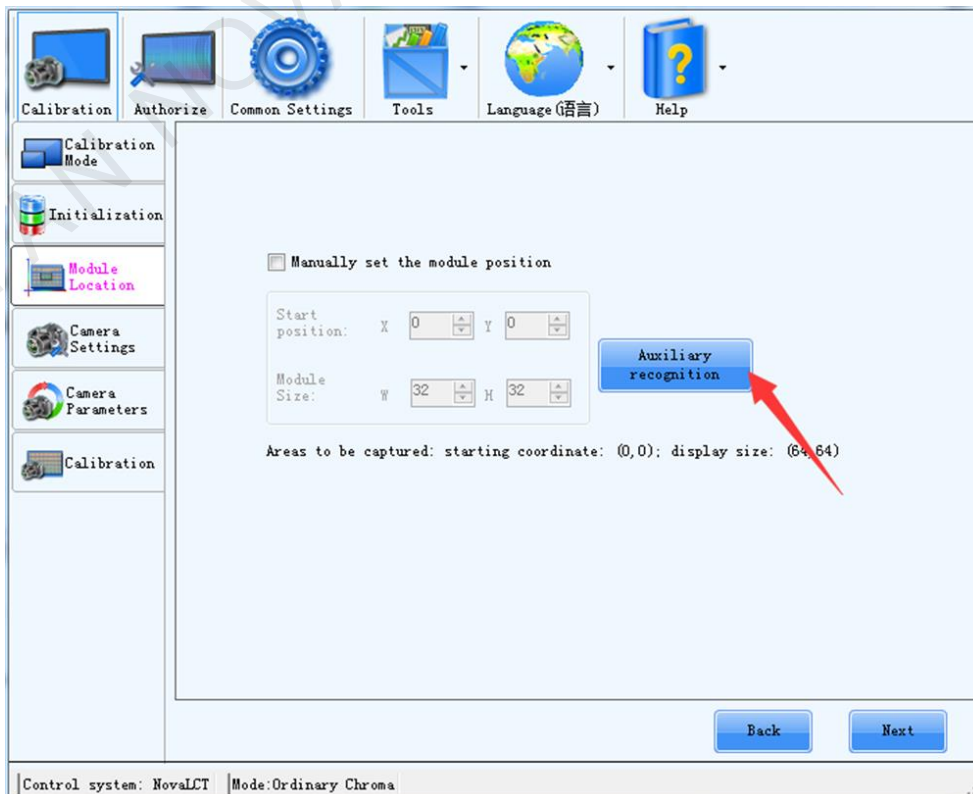 Calibration
Authorize
Common Settings
Tools
Language(语言)
Help
Calibration
Mode
Initialization
Module
Location
Camera
Settings
Camera
Parameters
Calibration
Manually set the module position
Start
position: X 0 Y 0
Module
Size: W 32 H 32
Auxiliary
recognition
Areas to be captured: starting coordinate: (0,0); display size: (64,64)
Back
Next
Control system: NovaLCT
Mode:Ordinary Chroma